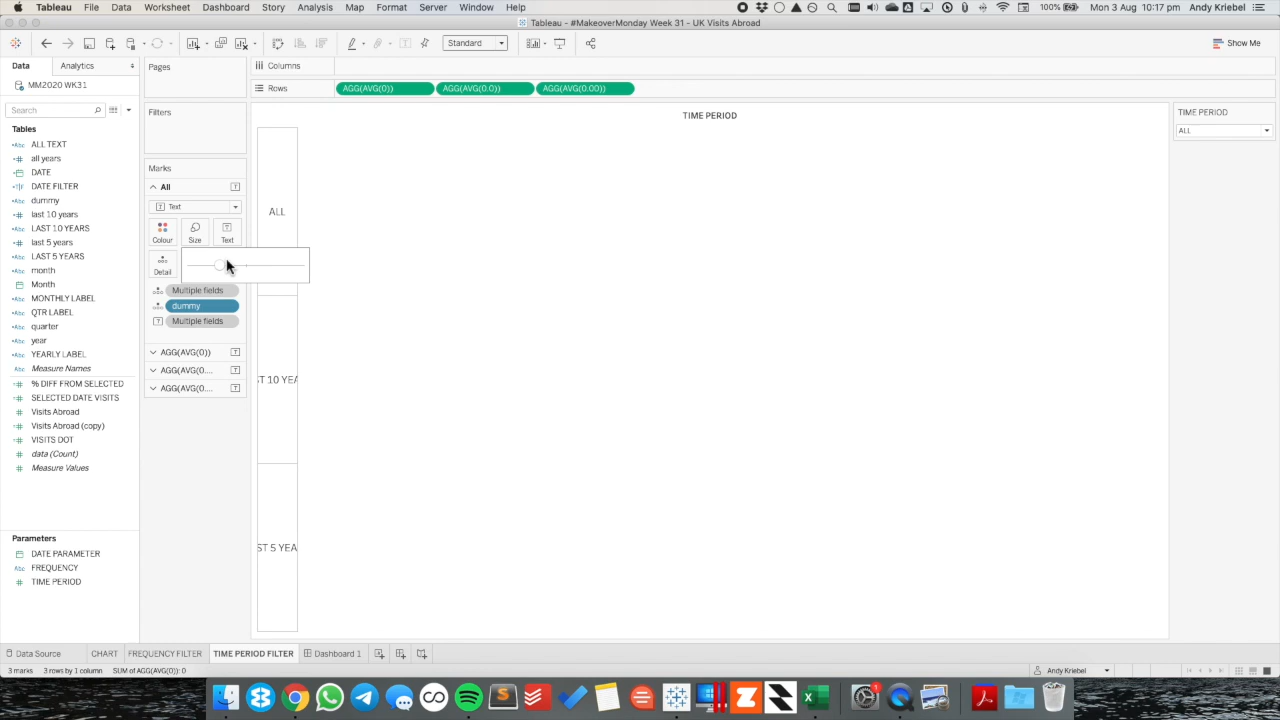 Tableau File Data Worksheet Dashboard Story Analysis Map Format Server Window Help 100% Mon 3 Aug 10:17 pm Andy Kriebel
Tableau - #MakeoverMonday Week 31 - UK Visits Abroad
Standard Show Me
Data Analytics Pages Columns
MM2020 WK31 Rows AGG(AVG(0)) AGG(AVG(0.0)) AGG(AVG(0.00))
Search Filters TIME PERIOD TIME PERIOD
Tables ALL
ALL TEXT
all years
DATE Marks
DATE FILTER All
dummy Text
last 10 years ALL
LAST 10 YEARS Colour Size Text
last 5 years
LAST 5 YEARS
month Detail
Month Multiple fields
MONTHLY LABEL dummy
QTR LABEL Multiple fields
quarter
year
YEARLY LABEL AGG(AVG(0))
Measure Names AGG(AVG(0....
% DIFF FROM SELECTED AGG(AVG(0.... ST 10 YEA
SELECTED DATE VISITS
Visits Abroad
Visits Abroad (copy)
VISITS DOT
data (Count)
Measure Values
Parameters ST 5 YEA
DATE PARAMETER
FREQUENCY
TIME PERIOD
Data Source CHART FREQUENCY FILTER TIME PERIOD FILTER Dashboard 1
3 marks 3 rows by 1 column SUM of AGG(AVG(0)): 0 Andy Kriebel